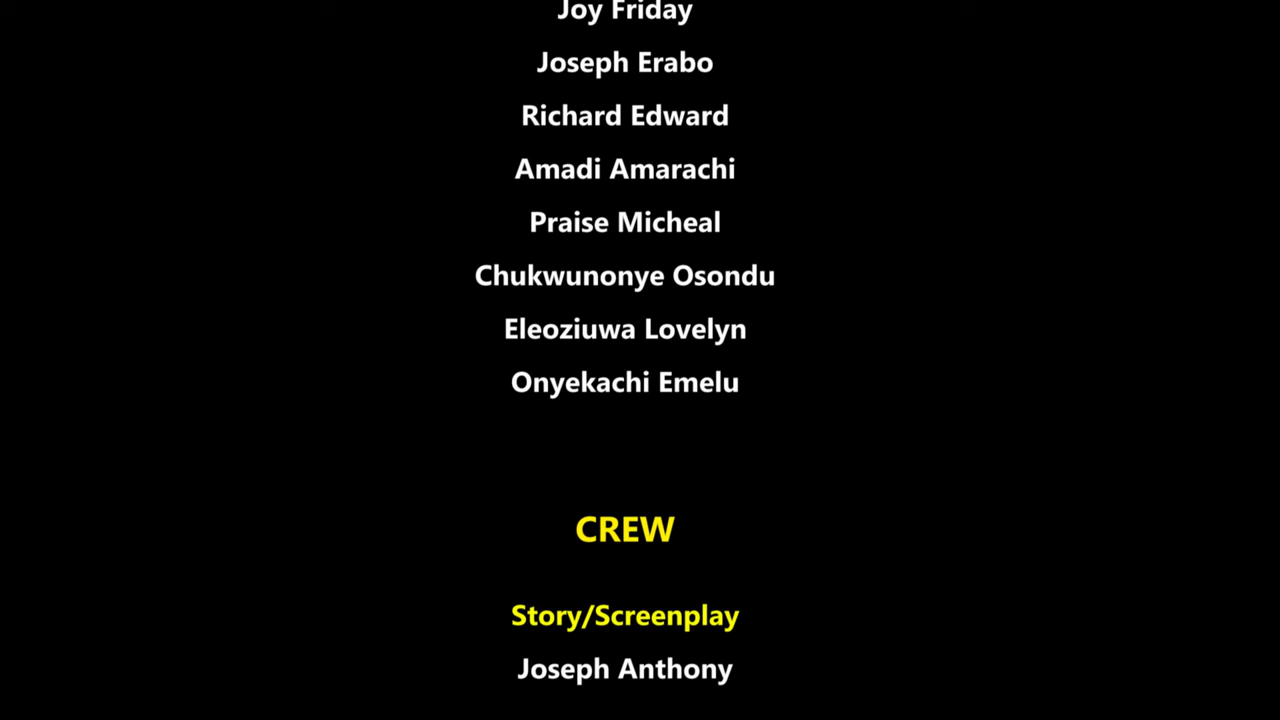 Joy Friday
Joseph Erabo
Richard Edward
Amadi Amarachi
Praise Micheal
Chukwunonye Osondu
Eleoziuwa Lovelyn
Onyekachi Emelu
CREW
Story/Screenplay
Joseph Anthony